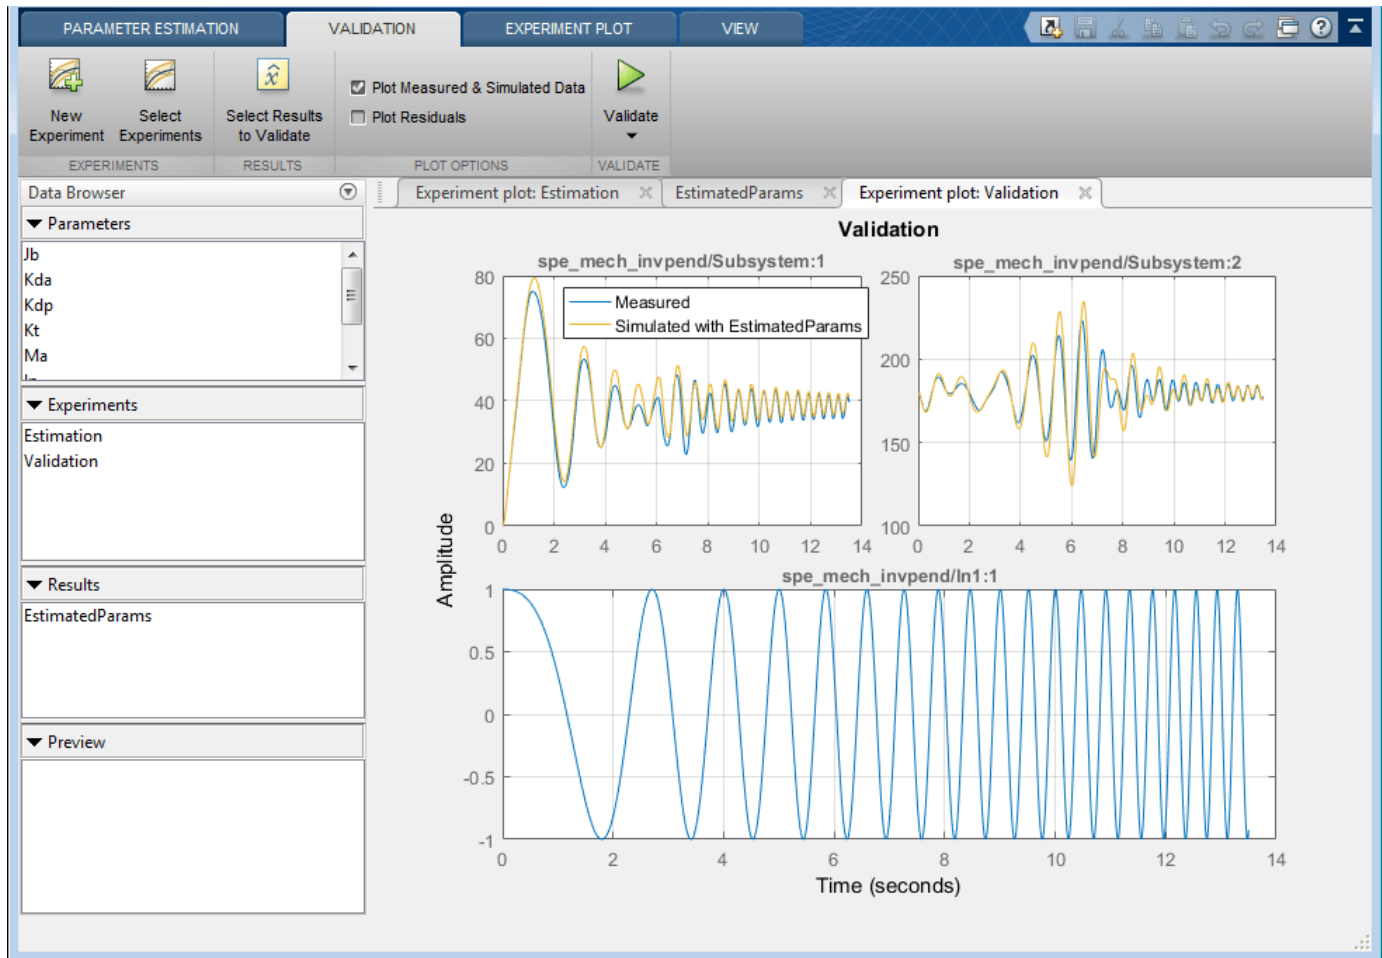 PARAMETER ESTIMATION
VALIDATION
EXPERIMENT PLOT
VIEW
New Experiment
Select Experiments
Select Results to Validate
Plot Measured & Simulated Data
Plot Residuals
Validate
EXPERIMENTS
RESULTS
PLOT OPTIONS
VALIDATE
Data Browser
Experiment plot: Estimation
EstimatedParams
Experiment plot: Validation
Parameters
Jb
Kda
Kdp
Kt
Ma
Experiments
Estimation
Validation
Results
EstimatedParams
Preview
Validation
spe_mech_invpend/Subsystem:1
Measured
Simulated with EstimatedParams
80
60
40
20
0
0 2 4 6 8 10 12 14
spe_mech_invpend/Subsystem:2
250
200
150
100
0 2 4 6 8 10 12 14
Amplitude
spe_mech_invpend/In1:1
1
0.5
0
-0.5
-1
0 2 4 6 8 10 12 14
Time (seconds)